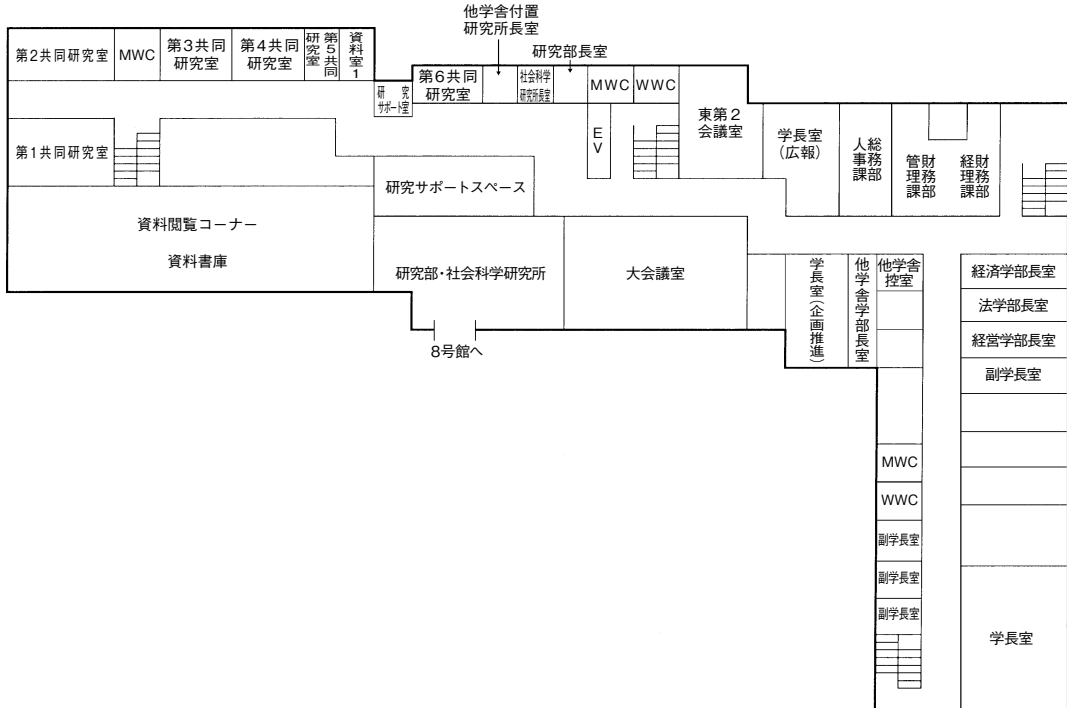 他学舎付置
研究所長室
研究部長室
第2共同研究室
MWC
第3共同
研究室
第4共同
研究室
第5共同
研究室
資料室1
研究
サポート室
第6共同
研究室
社会科学
研究所長室
MWC
WWC
東第2
会議室
EV
学長室
(広報)
総務部
人事課
財務部
管理課
財務部
経理課
第1共同研究室
研究サポートスペース
資料閲覧コーナー
資料書庫
研究部・社会科学研究所
大会議室
学長室(企画推進)
他学舎学部長室
他学舎
控室
経済学部長室
法学部長室
経営学部長室
副学長室
8号館へ
MWC
WWC
副学長室
副学長室
副学長室
学長室